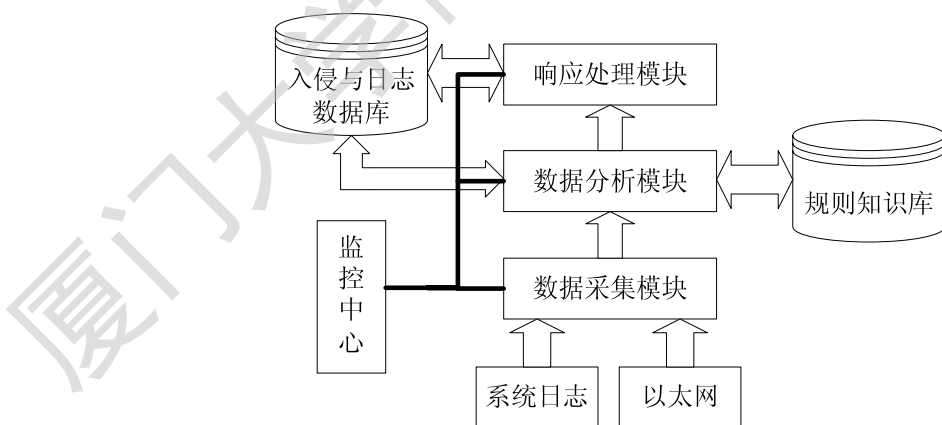 入侵与日志
数据库
响应处理模块
数据分析模块
规则知识库
监
控
中
心
数据采集模块
系统日志
以太网
厦门大学